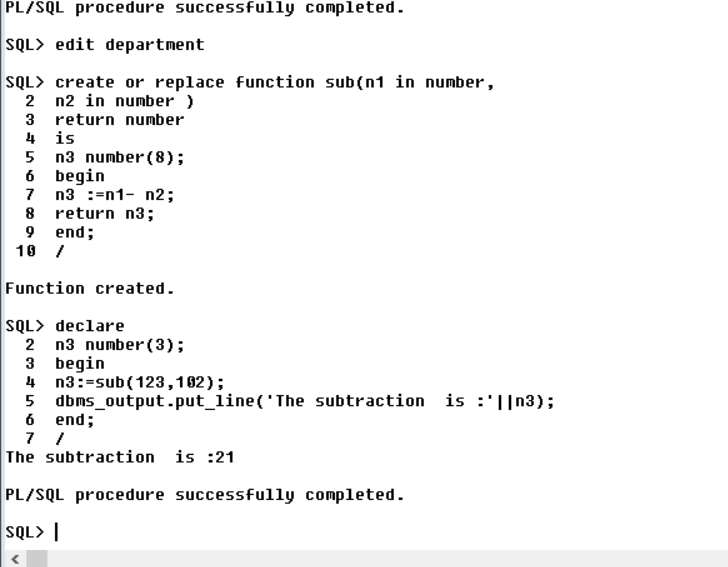 PL/SQL procedure successfully completed.
SQL> edit department
SQL> create or replace function sub(n1 in number,
2 n2 in number )
3 return number
4 is
5 n3 number(8);
6 begin
7 n3 :=n1- n2;
8 return n3;
9 end;
10 /
Function created.
SQL> declare
2 n3 number(3);
3 begin
4 n3:=sub(123,102);
5 dbms_output.put_line('The subtraction  is :'||n3);
6 end;
7 /
The subtraction  is :21
PL/SQL procedure successfully completed.
SQL>